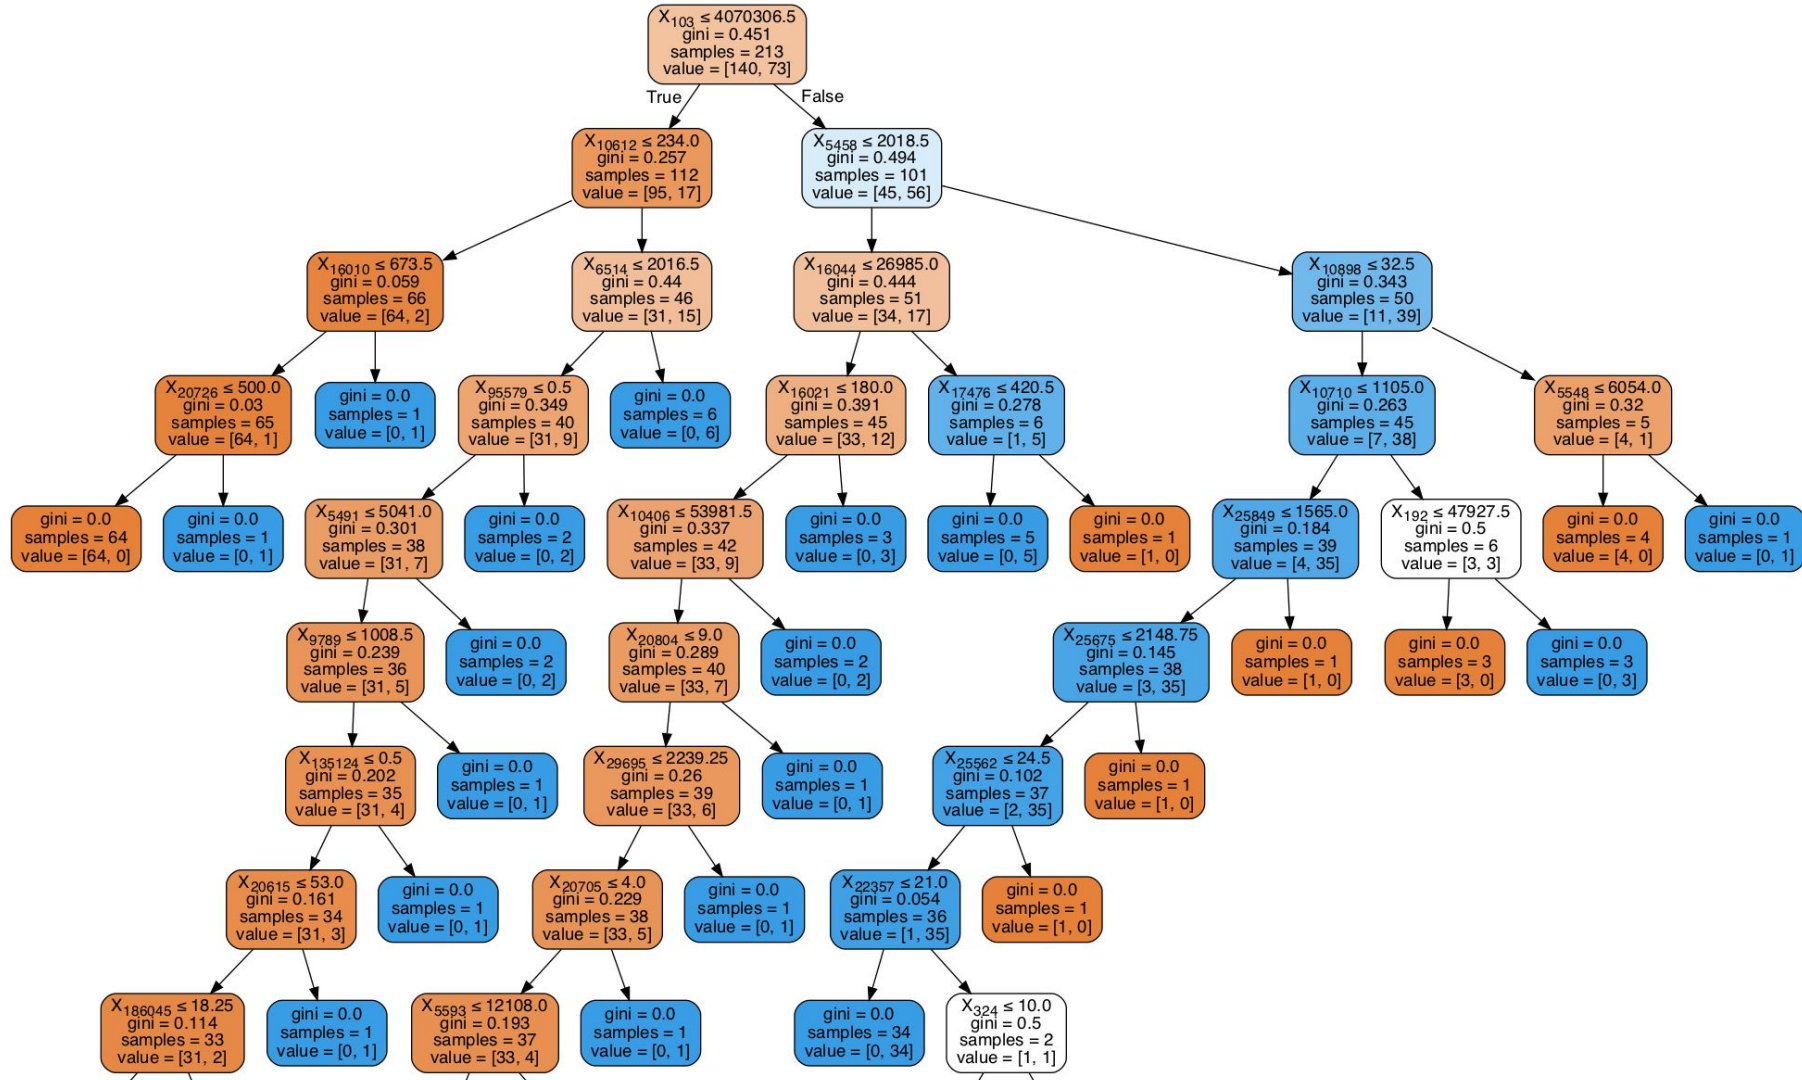 X103 ≤ 4070306.5
gini = 0.451
samples = 213
value = [140, 73]
True
False
X10612 ≤ 234.0
gini = 0.257
samples = 112
value = [95, 17]
X5458 ≤ 2018.5
gini = 0.494
samples = 101
value = [45, 56]
X16010 ≤ 673.5
gini = 0.059
samples = 66
value = [64, 2]
X6514 ≤ 2016.5
gini = 0.44
samples = 46
value = [31, 15]
X16044 ≤ 26985.0
gini = 0.444
samples = 51
value = [34, 17]
X10898 ≤ 32.5
gini = 0.343
samples = 50
value = [11, 39]
X20726 ≤ 500.0
gini = 0.03
samples = 65
value = [64, 1]
gini = 0.0
samples = 1
value = [0, 1]
X95579 ≤ 0.5
gini = 0.349
samples = 40
value = [31, 9]
gini = 0.0
samples = 6
value = [0, 6]
X16021 ≤ 180.0
gini = 0.391
samples = 45
value = [33, 12]
X17476 ≤ 420.5
gini = 0.278
samples = 6
value = [1, 5]
X10710 ≤ 1105.0
gini = 0.263
samples = 45
value = [7, 38]
X5548 ≤ 6054.0
gini = 0.32
samples = 5
value = [4, 1]
gini = 0.0
samples = 64
value = [64, 0]
gini = 0.0
samples = 1
value = [0, 1]
X5491 ≤ 5041.0
gini = 0.301
samples = 38
value = [31, 7]
gini = 0.0
samples = 2
value = [0, 2]
X10406 ≤ 53981.5
gini = 0.337
samples = 42
value = [33, 9]
gini = 0.0
samples = 3
value = [0, 3]
gini = 0.0
samples = 5
value = [0, 5]
gini = 0.0
samples = 1
value = [1, 0]
X25849 ≤ 1565.0
gini = 0.184
samples = 39
value = [4, 35]
X192 ≤ 47927.5
gini = 0.5
samples = 6
value = [3, 3]
gini = 0.0
samples = 4
value = [4, 0]
gini = 0.0
samples = 1
value = [0, 1]
X9789 ≤ 1008.5
gini = 0.239
samples = 36
value = [31, 5]
gini = 0.0
samples = 2
value = [0, 2]
X20804 ≤ 9.0
gini = 0.289
samples = 40
value = [33, 7]
gini = 0.0
samples = 2
value = [0, 2]
X25675 ≤ 2148.75
gini = 0.145
samples = 38
value = [3, 35]
gini = 0.0
samples = 1
value = [1, 0]
gini = 0.0
samples = 3
value = [3, 0]
gini = 0.0
samples = 3
value = [0, 3]
X135124 ≤ 0.5
gini = 0.202
samples = 35
value = [31, 4]
gini = 0.0
samples = 1
value = [0, 1]
X29695 ≤ 2239.25
gini = 0.26
samples = 39
value = [33, 6]
gini = 0.0
samples = 1
value = [0, 1]
X25562 ≤ 24.5
gini = 0.102
samples = 37
value = [2, 35]
gini = 0.0
samples = 1
value = [1, 0]
X20615 ≤ 53.0
gini = 0.161
samples = 34
value = [31, 3]
gini = 0.0
samples = 1
value = [0, 1]
X20705 ≤ 4.0
gini = 0.229
samples = 38
value = [33, 5]
gini = 0.0
samples = 1
value = [0, 1]
X22357 ≤ 21.0
gini = 0.054
samples = 36
value = [1, 35]
gini = 0.0
samples = 1
value = [1, 0]
X186045 ≤ 18.25
gini = 0.114
samples = 33
value = [31, 2]
gini = 0.0
samples = 1
value = [0, 1]
X5593 ≤ 12108.0
gini = 0.193
samples = 37
value = [33, 4]
gini = 0.0
samples = 1
value = [0, 1]
gini = 0.0
samples = 34
value = [0, 34]
X324 ≤ 10.0
gini = 0.5
samples = 2
value = [1, 1]